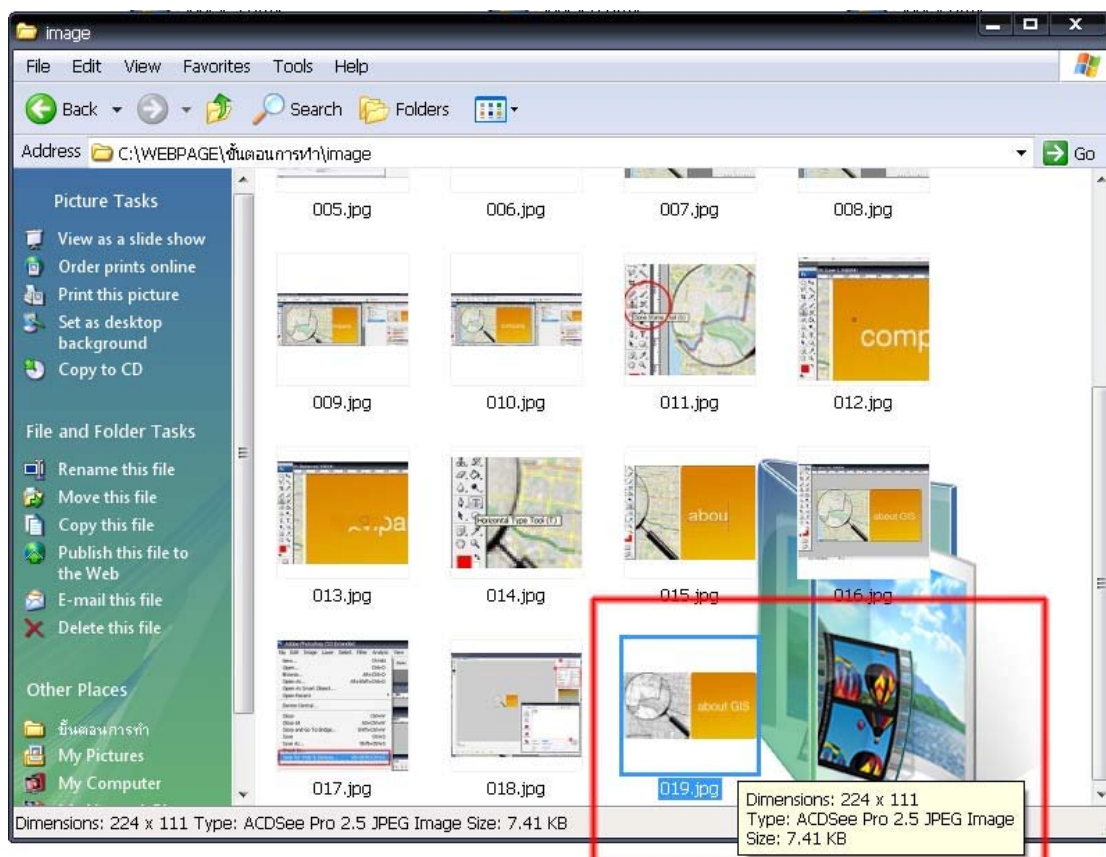 image
File Edit View Favorites Tools Help
Back Search Folders
Address C:\WEBPAGE\ขั้นตอนการทำ\image Go
Picture Tasks
View as a slide show
Order prints online
Print this picture
Set as desktop
background
Copy to CD
File and Folder Tasks
Rename this file
Move this file
Copy this file
Publish this file to
the Web
E-mail this file
Delete this file
Other Places
ขั้นตอนการทำ
My Pictures
My Computer
005.jpg 006.jpg 007.jpg 008.jpg
comp
009.jpg 010.jpg 011.jpg 012.jpg
Horizontal Type Tool (T)
abou
about GIS
013.jpg 014.jpg 015.jpg 016.jpg
about GIS
017.jpg 018.jpg 019.jpg
Dimensions: 224 x 111
Type: ACDSee Pro 2.5 JPEG Image
Size: 7.41 KB
Dimensions: 224 x 111 Type: ACDSee Pro 2.5 JPEG Image Size: 7.41 KB